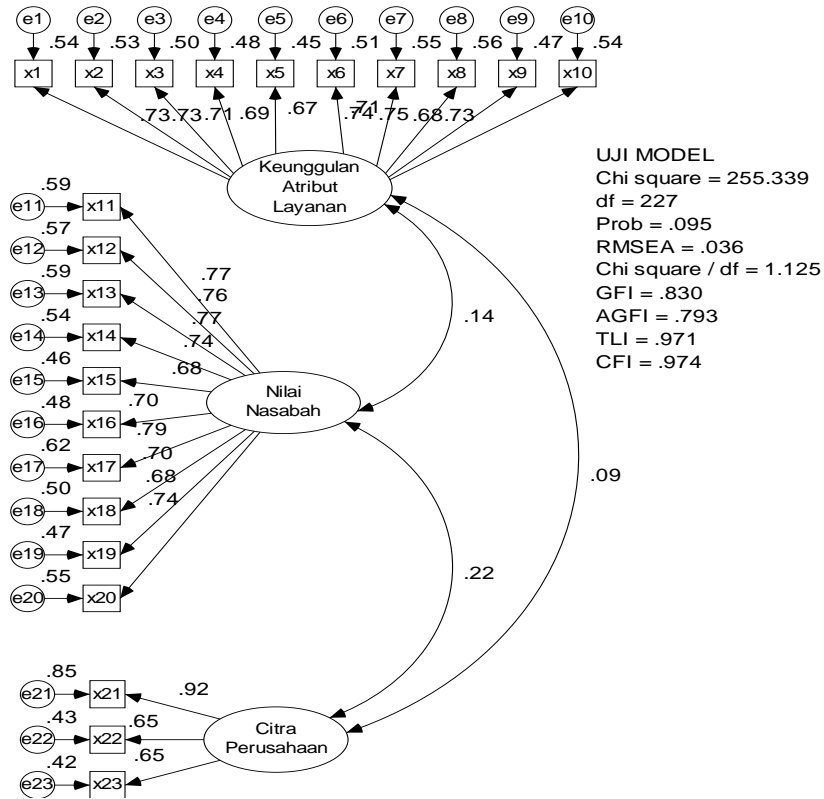 e1 e2 e3 e4 e5 e6 e7 e8 e9 e10
.54 .53 .50 .48 .45 .51 .55 .56 .47 .54
x1 x2 x3 x4 x5 x6 x7 x8 x9 x10
.73 .73 .71 .69 .67 .74 .71 .75 .68 .73
Keunggulan
Atribut
Layanan
UJI MODEL
Chi square = 255.339
df = 227
Prob = .095
RMSEA = .036
Chi square / df = 1.125
GFI = .830
AGFI = .793
TLI = .971
CFI = .974
.59
e11 x11
.57
e12 x12
.59
e13 x13
.54
e14 x14
.46
e15 x15
.48
e16 x16
.62
e17 x17
.50
e18 x18
.47
e19 x19
.55
e20 x20
.77
.76
.77
.74
.68
.70
.79
.70
.68
.74
Nilai
Nasabah
.14
.09
.22
.85
e21 x21
.43
e22 x22
.42
e23 x23
.92
.65
.65
Citra
Perusahaan